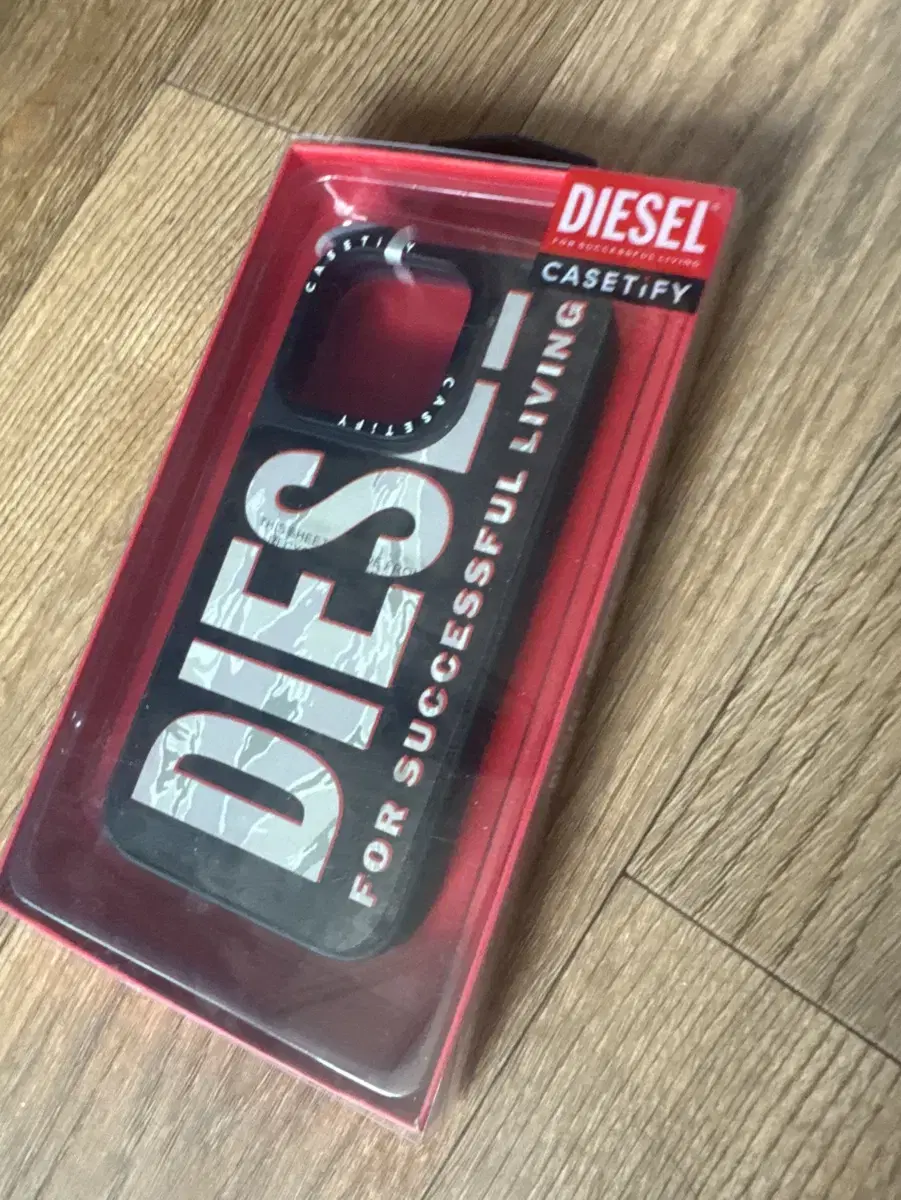 DIESEL
FOR SUCCESSFUL LIVING
CASETiFY
CASETiFY
CASETiFY
DIESEL
FOR SUCCESSFUL LIVING